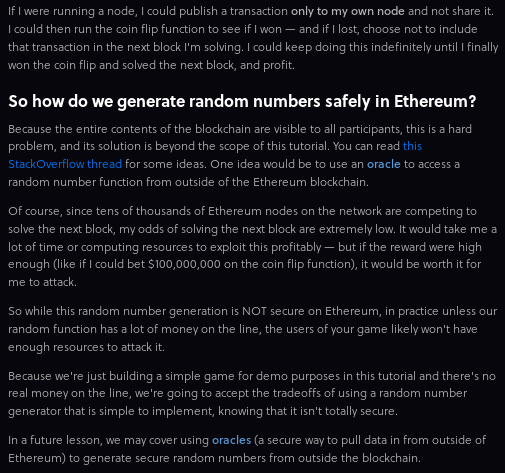 If I were running a node, I could publish a transaction only to my own node and not share it.
I could then run the coin flip function to see if I won — and if I lost, choose not to include
that transaction in the next block I'm solving. I could keep doing this indefinitely until I finally
won the coin flip and solved the next block, and profit.
So how do we generate random numbers safely in Ethereum?
Because the entire contents of the blockchain are visible to all participants, this is a hard
problem, and its solution is beyond the scope of this tutorial. You can read this
StackOverflow thread for some ideas. One idea would be to use an oracle to access a
random number function from outside of the Ethereum blockchain.
Of course, since tens of thousands of Ethereum nodes on the network are competing to
solve the next block, my odds of solving the next block are extremely low. It would take me a
lot of time or computing resources to exploit this profitably — but if the reward were high
enough (like if I could bet $100,000,000 on the coin flip function), it would be worth it for
me to attack.
So while this random number generation is NOT secure on Ethereum, in practice unless our
random function has a lot of money on the line, the users of your game likely won't have
enough resources to attack it.
Because we're just building a simple game for demo purposes in this tutorial and there's no
real money on the line, we're going to accept the tradeoffs of using a random number
generator that is simple to implement, knowing that it isn't totally secure.
In a future lesson, we may cover using oracles (a secure way to pull data in from outside of
Ethereum) to generate secure random numbers from outside the blockchain.